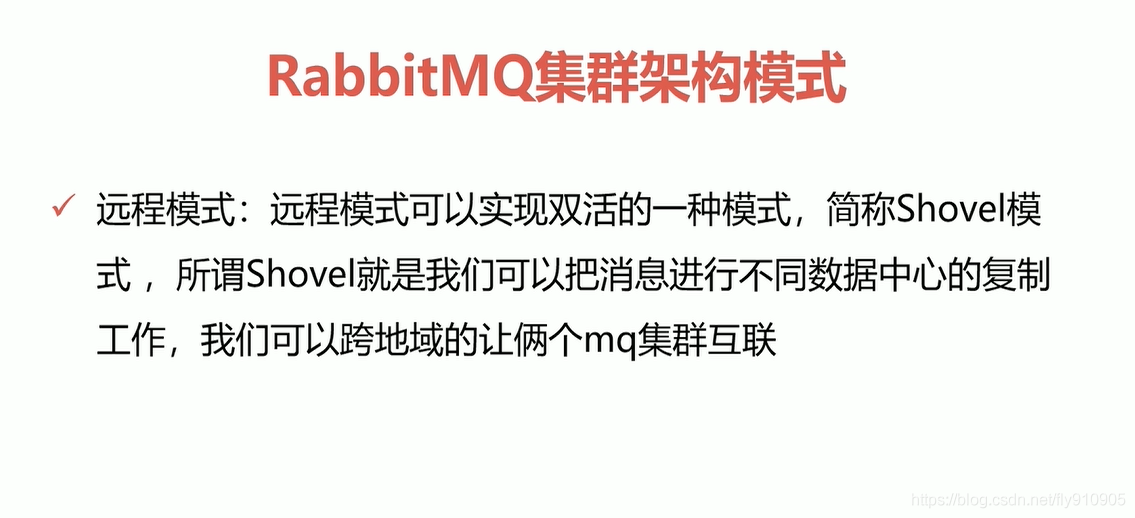 RabbitMQ集群架构模式
远程模式：远程模式可以实现双活的一种模式，简称Shovel模
式 ，所谓Shovel就是我们可以把消息进行不同数据中心的复制
工作，我们可以跨地域的让俩个mq集群互联
https://blog.csdn.net/fly910905